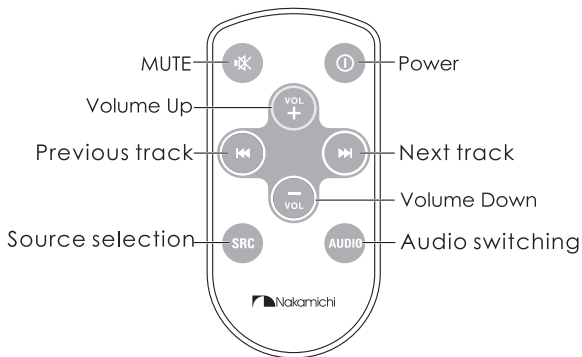 MUTE
Power
Volume Up
VOL
+
Previous track
Next track
−
VOL
Volume Down
Source selection
SRC
AUDIO
Audio switching
Nakamichi